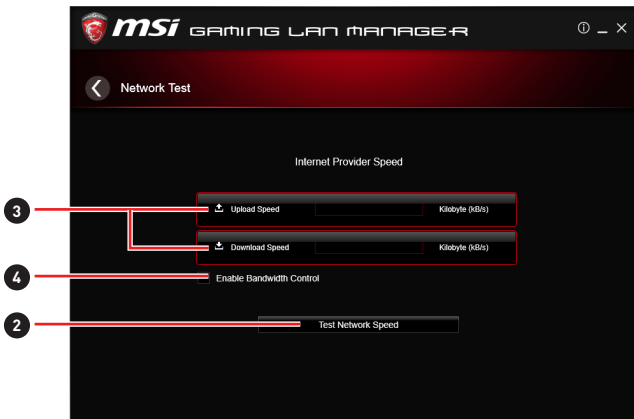 msi GAMING LAN MANAGER
Network Test
Internet Provider Speed
3
Upload Speed Kilobyte (kB/s)
Download Speed Kilobyte (kB/s)
4
Enable Bandwidth Control
2
Test Network Speed